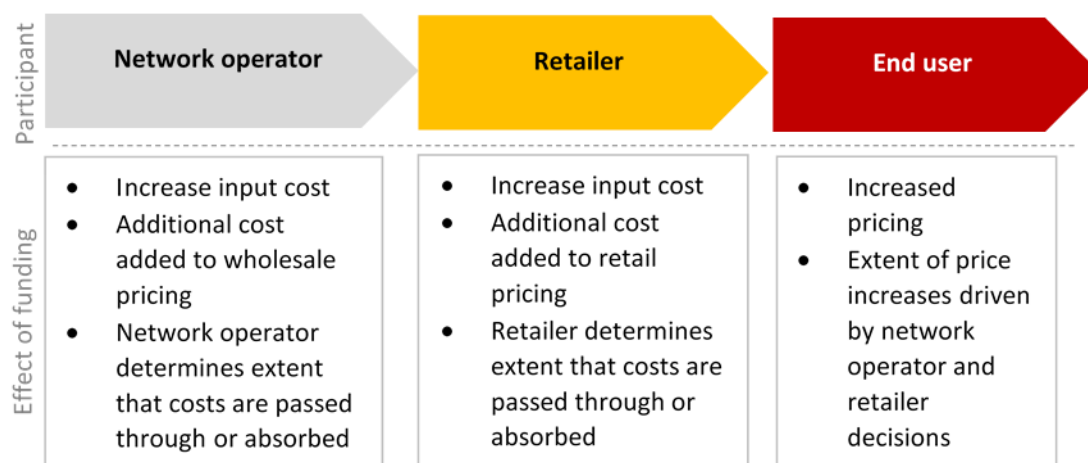 Participant
Network operator
Retailer
End user
Effect of funding
• Increase input cost
• Additional cost
added to wholesale
pricing
• Network operator
determines extent
that costs are passed
through or absorbed
• Increase input cost
• Additional cost
added to retail
pricing
• Retailer determines
extent that costs are
passed through or
absorbed
• Increased
pricing
• Extent of price
increases driven
by network
operator and
retailer
decisions